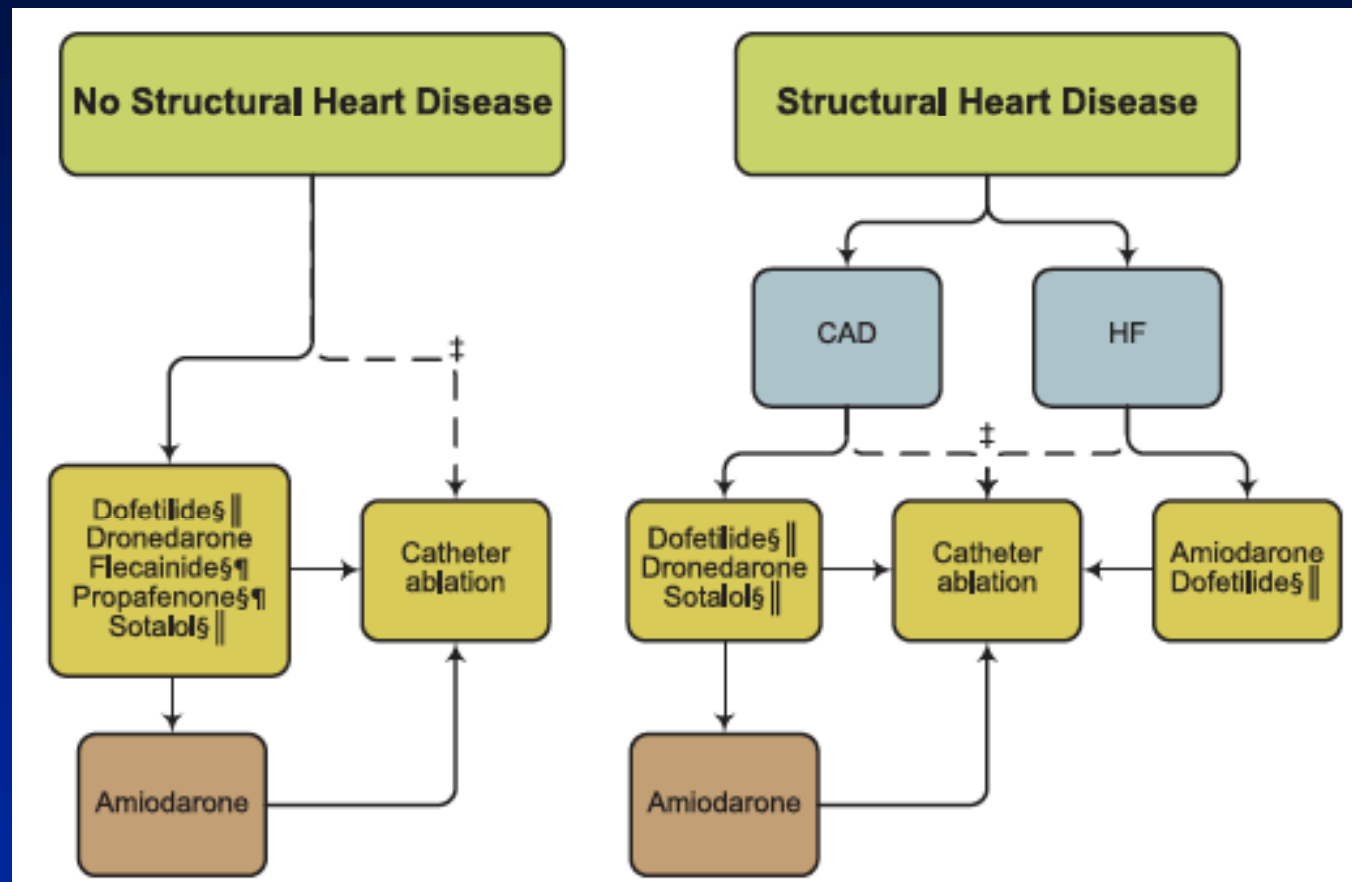 No Structural Heart Disease
Structural Heart Disease
CAD
HF
‡
‡
Dofetilide§‖
Dronedarone
Flecainide§¶
Propafenone§¶
Sotalol§‖
Catheter
ablation
Dofetilide§‖
Dronedarone
Sotalol§‖
Catheter
ablation
Amiodarone
Dofetilide§‖
Amiodarone
Amiodarone